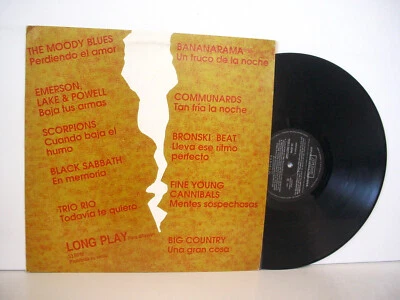 THE MOODY BLUES
Perdiendo el amor
EMERSON,
LAKE & POWELL
Baja tus armas
SCORPIONS
Cuando baja el
humo
BLACK SABBATH
En memoria
TRIO RIO
Todavía te quiero
LONG PLAY
BANANARAMA
Un truco de la noche
COMMUNARDS
Tan fría la noche
BRONSKI BEAT
Lleva ese ritmo
perfecto
FINE YOUNG
CANNIBALS
Mentes sospechosas
BIG COUNTRY
Una gran cosa